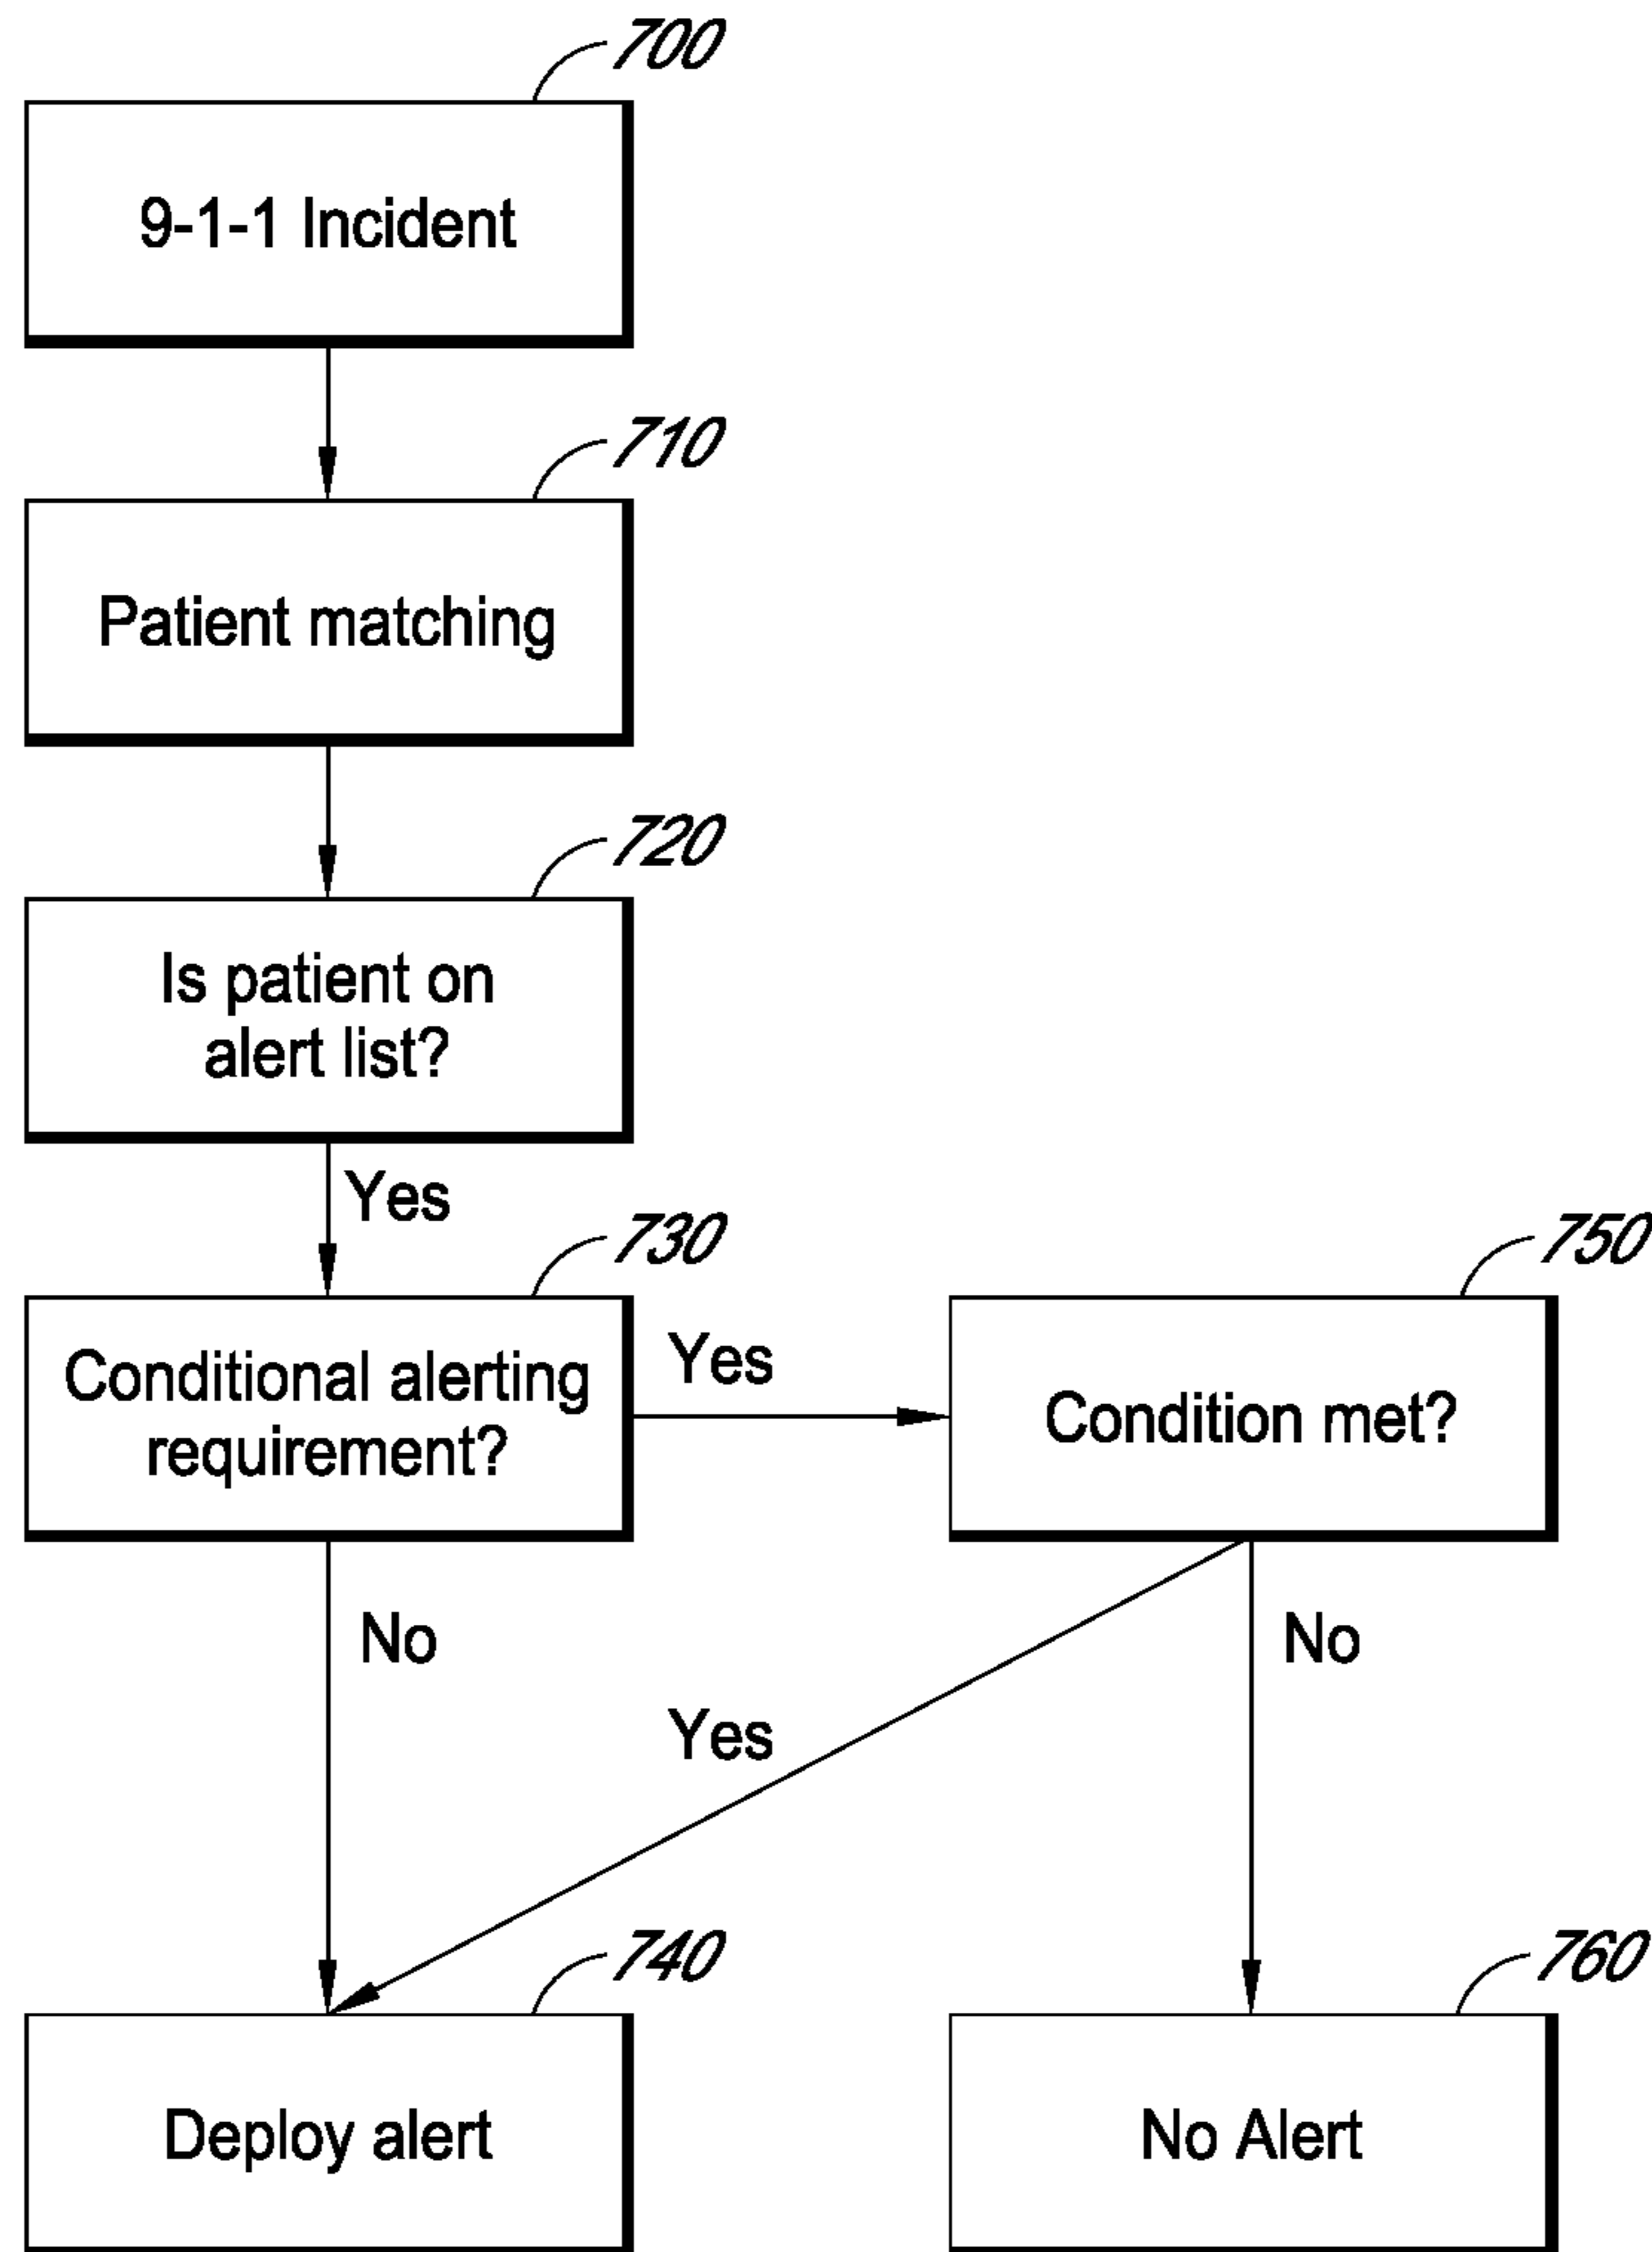 700
9-1-1 Incident
710
Patient matching
720
Is patient on
alert list?
Yes
730
Conditional alerting
requirement?
Yes
750
Condition met?
No
Yes
No
740
Deploy alert
760
No Alert